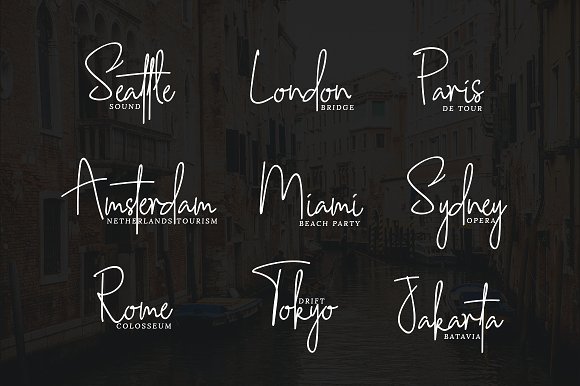 Seattle
SOUND
London
BRIDGE
Paris
DE TOUR
Amsterdam
NETHERLANDS TOURISM
Miami
BEACH PARTY
Sydney
OPERA
Rome
COLOSSEUM
Tokyo
DRIFT
Jakarta
BATAVIA